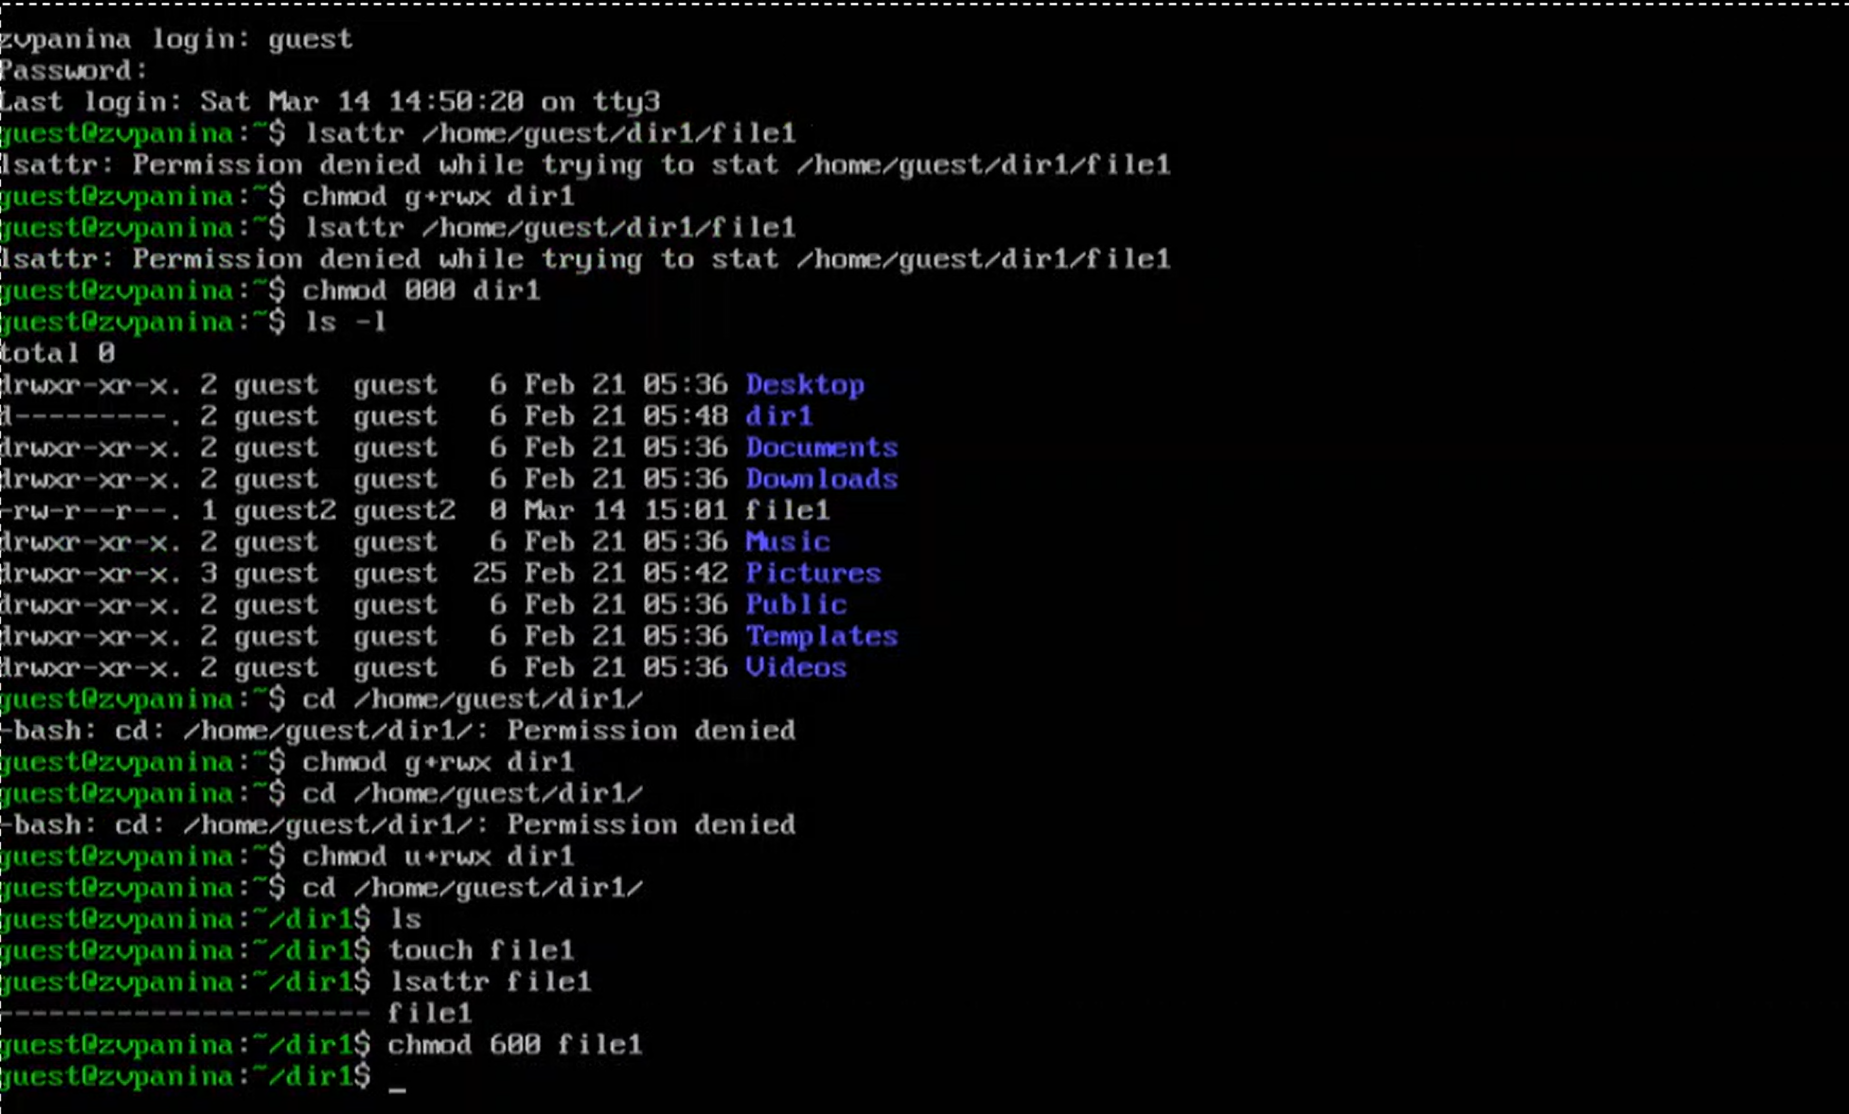 zvpanina login: guest
Password:
Last login: Sat Mar 14 14:50:20 on tty3
guest@zvpanina:~$ lsattr /home/guest/dir1/file1
lsattr: Permission denied while trying to stat /home/guest/dir1/file1
guest@zvpanina:~$ chmod g+rwx dir1
guest@zvpanina:~$ lsattr /home/guest/dir1/file1
lsattr: Permission denied while trying to stat /home/guest/dir1/file1
guest@zvpanina:~$ chmod 000 dir1
guest@zvpanina:~$ ls -l
total 0
drwxr-xr-x. 2 guest  guest   6 Feb 21 05:36 Desktop
d---------. 2 guest  guest   6 Feb 21 05:48 dir1
drwxr-xr-x. 2 guest  guest   6 Feb 21 05:36 Documents
drwxr-xr-x. 2 guest  guest   6 Feb 21 05:36 Downloads
-rw-r--r--. 1 guest2 guest2  0 Mar 14 15:01 file1
drwxr-xr-x. 2 guest  guest   6 Feb 21 05:36 Music
drwxr-xr-x. 3 guest  guest  25 Feb 21 05:42 Pictures
drwxr-xr-x. 2 guest  guest   6 Feb 21 05:36 Public
drwxr-xr-x. 2 guest  guest   6 Feb 21 05:36 Templates
drwxr-xr-x. 2 guest  guest   6 Feb 21 05:36 Videos
guest@zvpanina:~$ cd /home/guest/dir1/
-bash: cd: /home/guest/dir1/: Permission denied
guest@zvpanina:~$ chmod g+rwx dir1
guest@zvpanina:~$ cd /home/guest/dir1/
-bash: cd: /home/guest/dir1/: Permission denied
guest@zvpanina:~$ chmod u+rwx dir1
guest@zvpanina:~$ cd /home/guest/dir1/
guest@zvpanina:~/dir1$ ls
guest@zvpanina:~/dir1$ touch file1
guest@zvpanina:~/dir1$ lsattr file1
---------------------- file1
guest@zvpanina:~/dir1$ chmod 600 file1
guest@zvpanina:~/dir1$ _